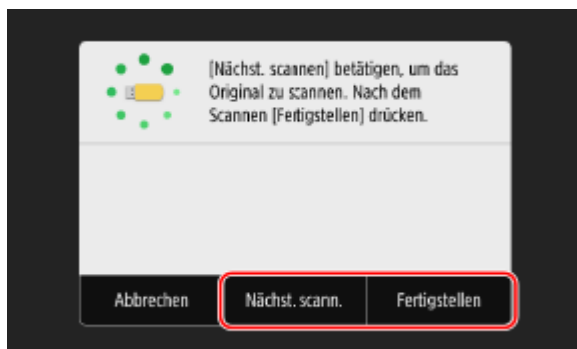 [Nächst. scannen] betätigen, um das
Original zu scannen. Nach dem
Scannen [Fertigstellen] drücken.
Abbrechen
Nächst. scann.
Fertigstellen